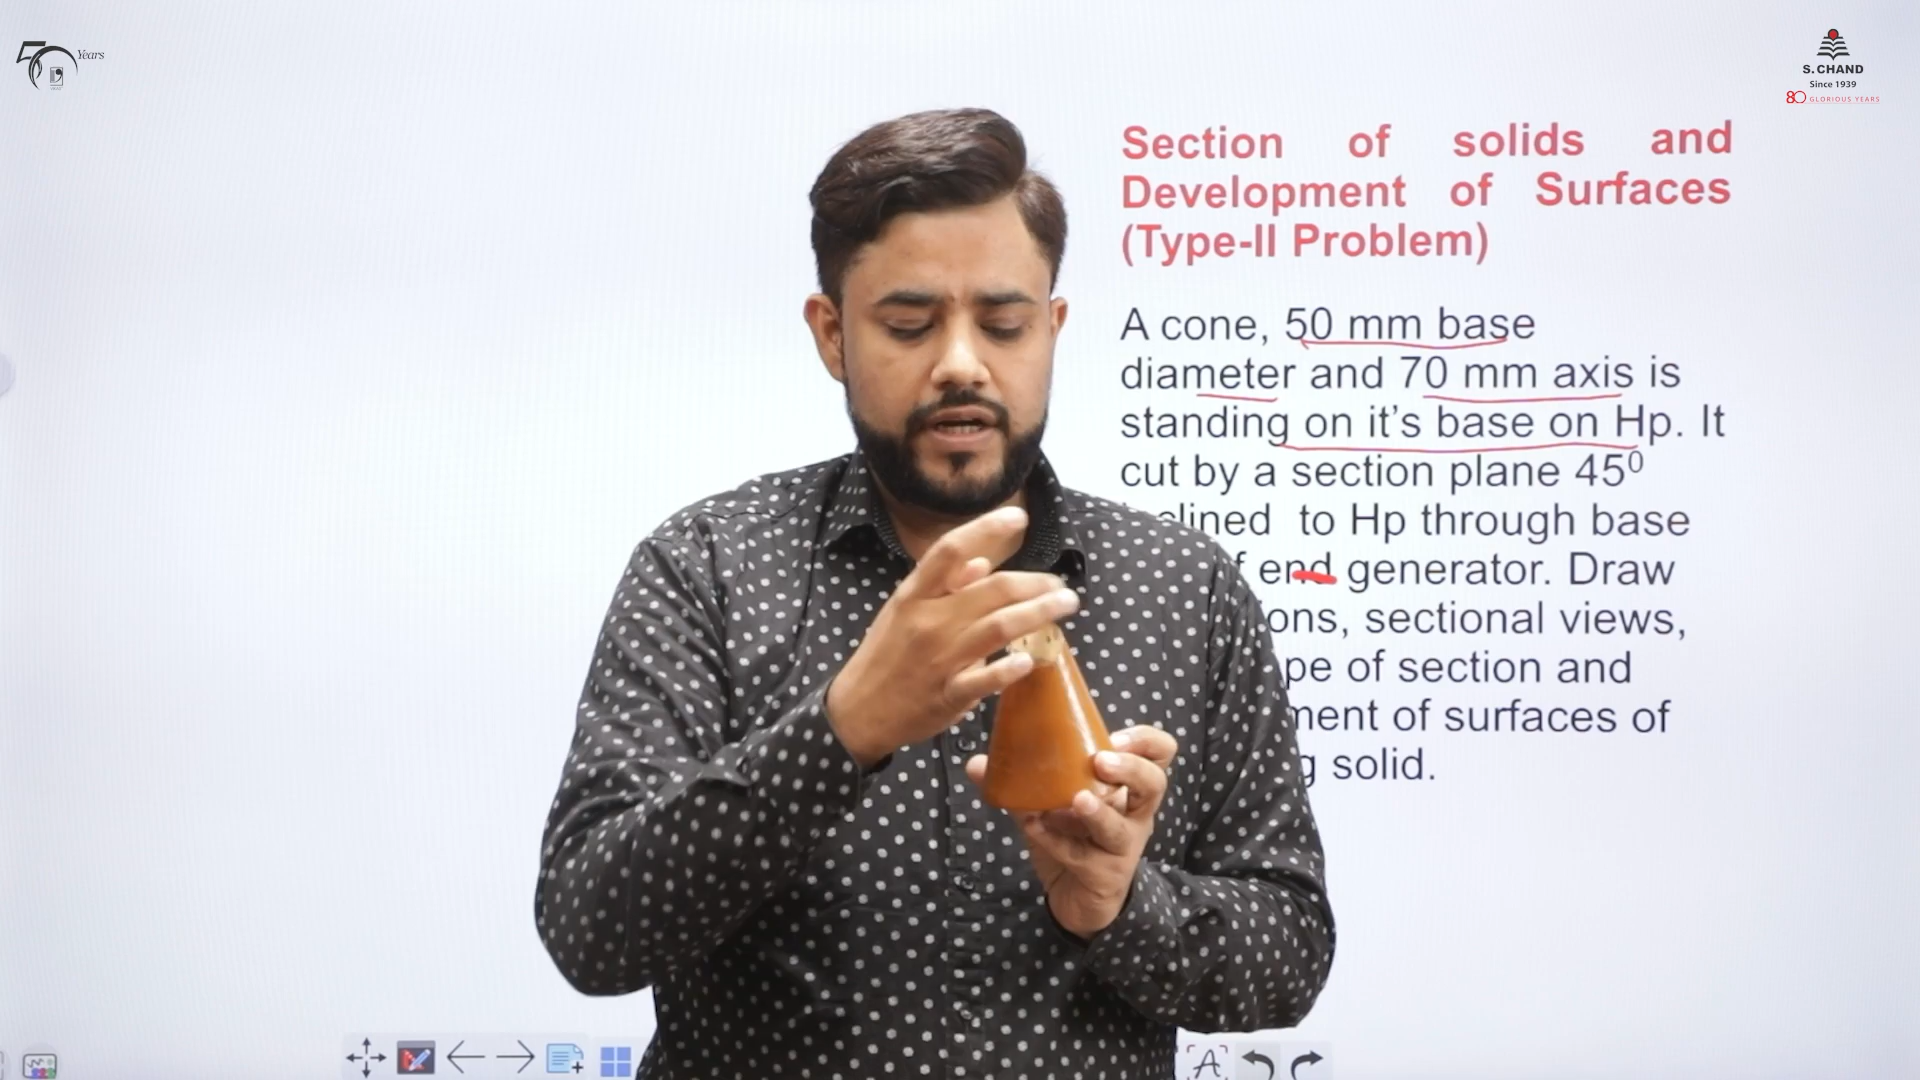 50 Years
S. CHAND
Since 1939
80 GLORIOUS YEARS
Section of solids and
Development of Surfaces
(Type-II Problem)
A cone, 50 mm base
diameter and 70 mm axis is
standing on it's base on Hp. It
cut by a section plane 45⁰
lined to Hp through base
end generator. Draw
ons, sectional views,
pe of section and
ment of surfaces of
g solid.
A